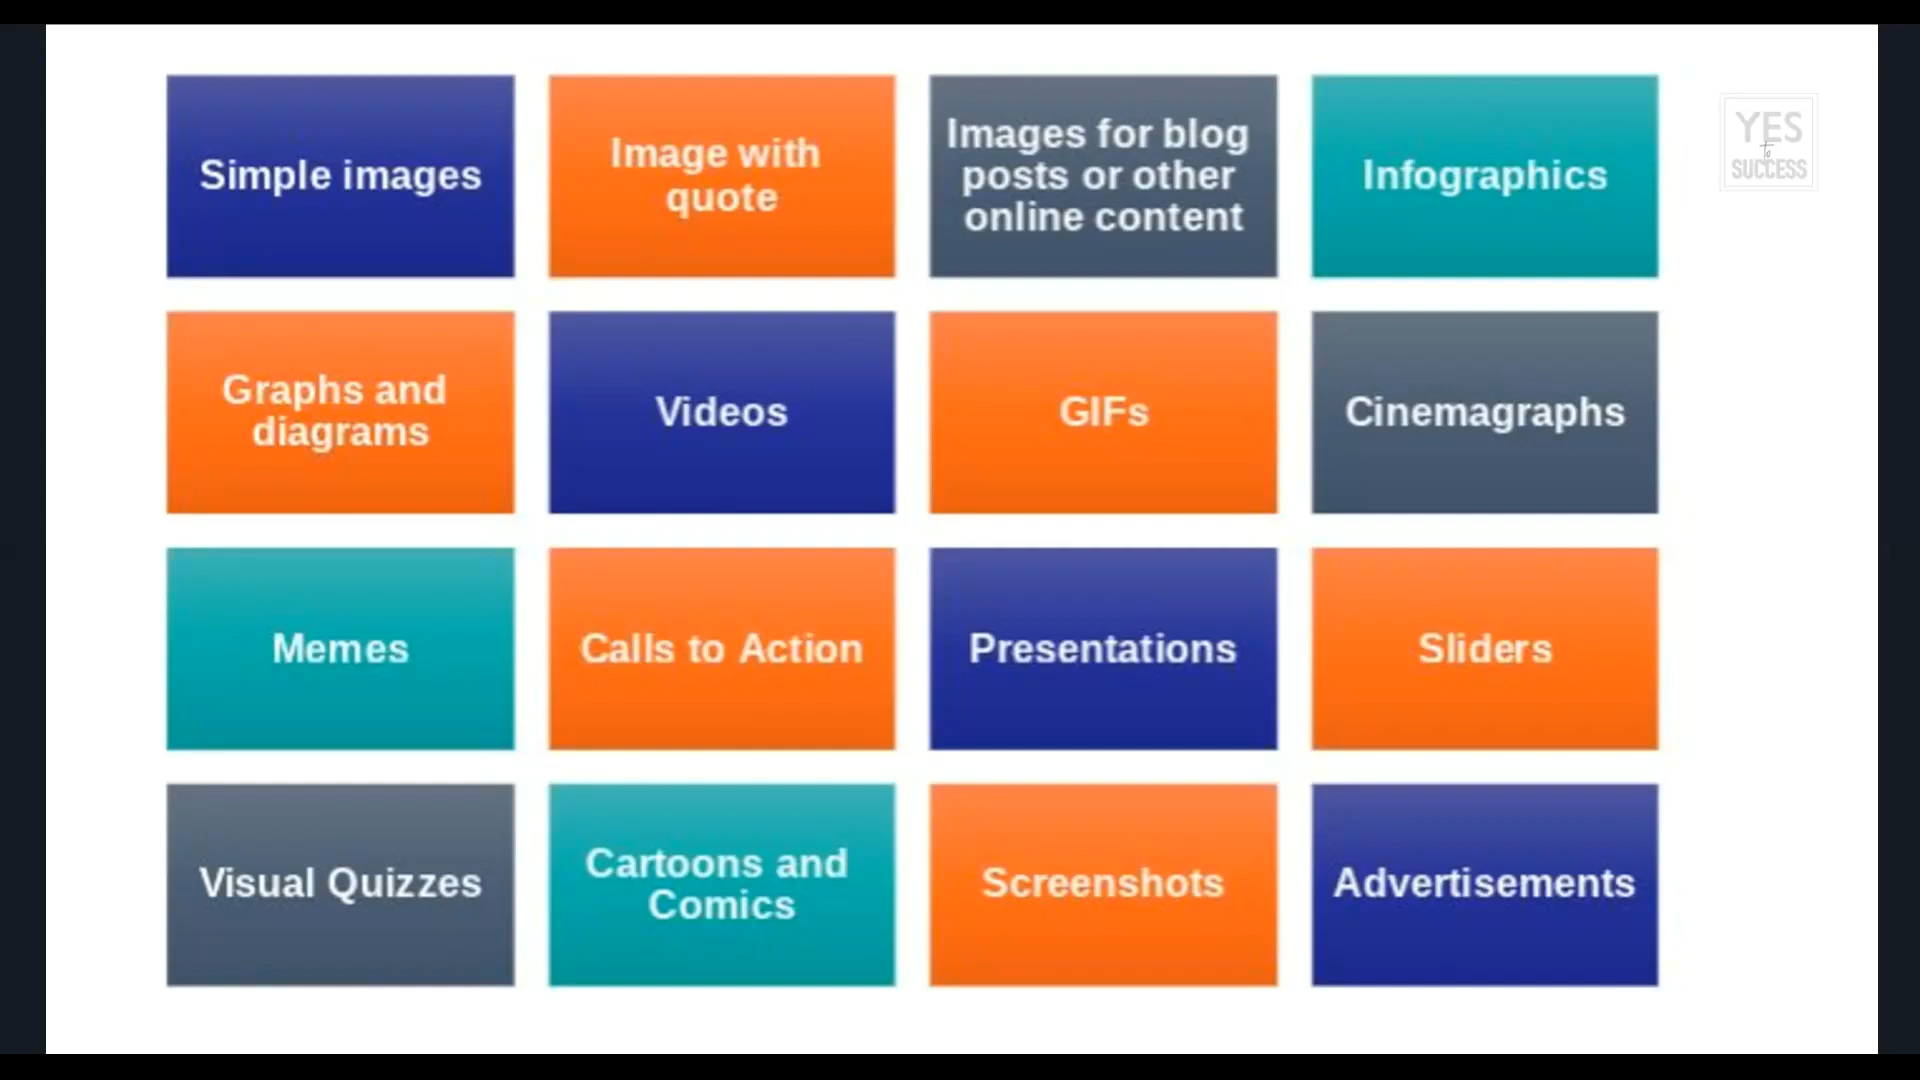 Simple images
Image with
quote
Images for blog
posts or other
online content
Infographics
YES
to
SUCCESS
Graphs and
diagrams
Videos
GIFs
Cinemagraphs
Memes
Calls to Action
Presentations
Sliders
Visual Quizzes
Cartoons and
Comics
Screenshots
Advertisements